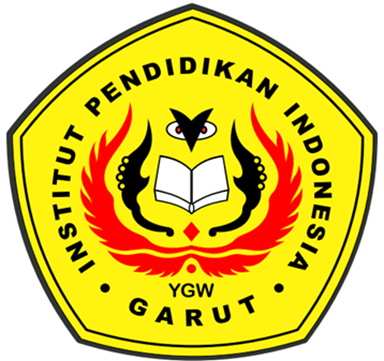 INSTITUT PENDIDIKAN INDONESIA
YGW
GARUT